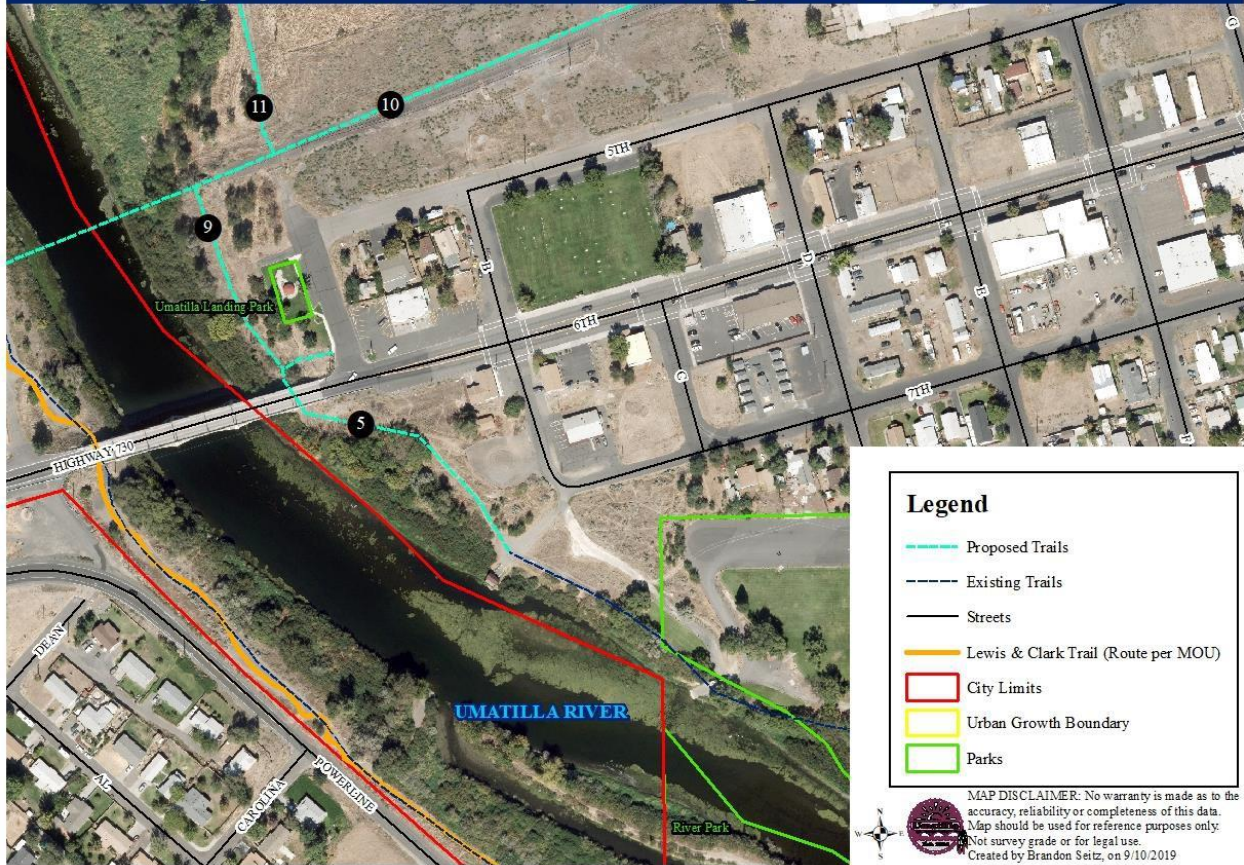 11
10
9
5TH
G
Umatilla Landing Park
B
D
E
6TH
5
C
7TH
F
HIGHWAY 730
DEAN
AL
CAROLINA
POWERLINE
UMATILLA RIVER
River Park
Legend
Proposed Trails
Existing Trails
Streets
Lewis & Clark Trail (Route per MOU)
City Limits
Urban Growth Boundary
Parks
N
W E
S
MAP DISCLAIMER: No warranty is made as to the
accuracy, reliability or completeness of this data.
Map should be used for reference purposes only.
Not survey grade or for legal use.
Created by Brandon Seitz, on 9/10/2019